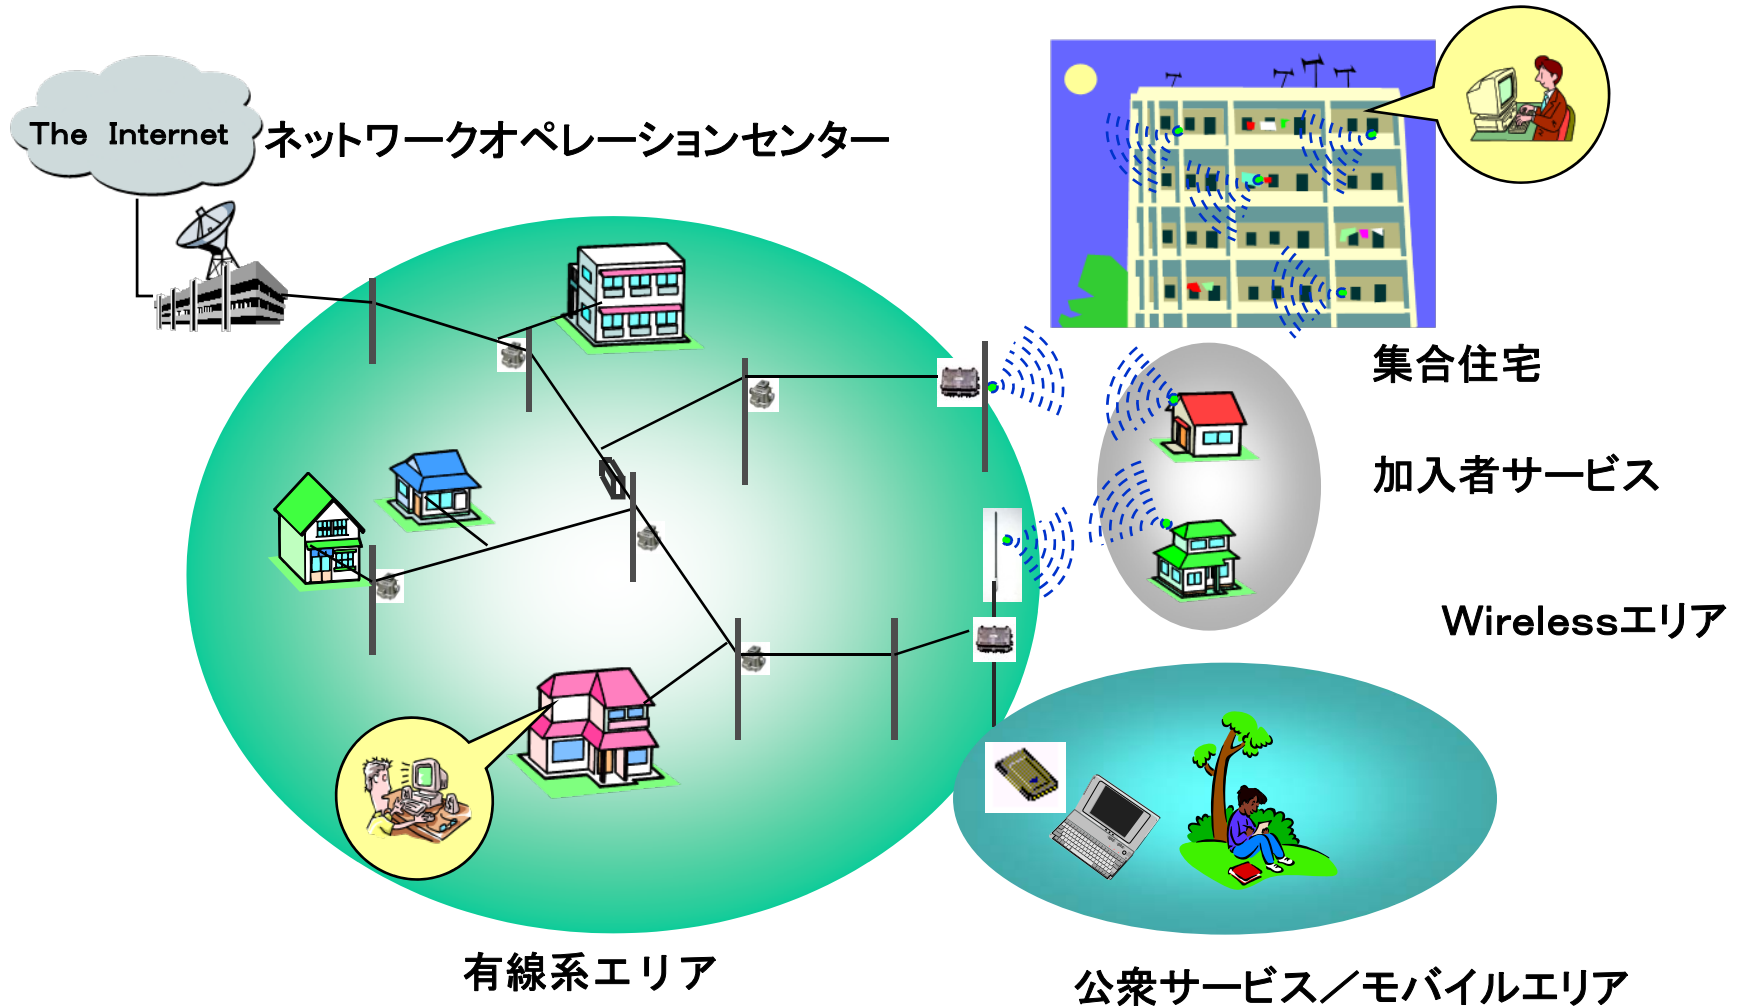 The Internet
ネットワークオペレーションセンター
集合住宅
加入者サービス
Wirelessエリア
有線系エリア
公衆サービス／モバイルエリア